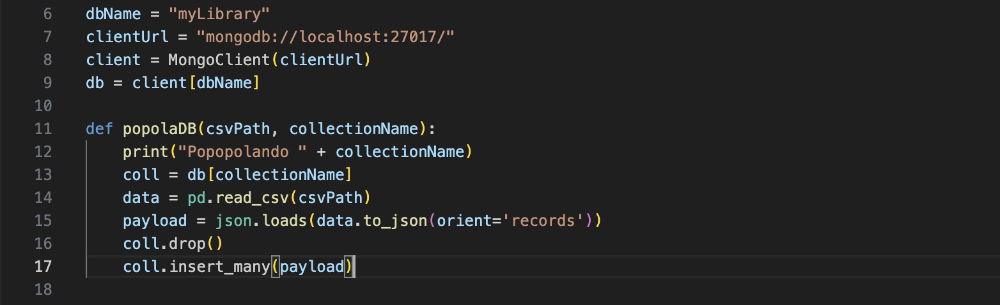 6 dbName = "myLibrary"
7 clientUrl = "mongodb://localhost:27017/"
8 client = MongoClient(clientUrl)
9 db = client[dbName]
10
11 def popolaDB(csvPath, collectionName):
12     print("Popopolando " + collectionName)
13     coll = db[collectionName]
14     data = pd.read_csv(csvPath)
15     payload = json.loads(data.to_json(orient='records'))
16     coll.drop()
17     coll.insert_many(payload)
18